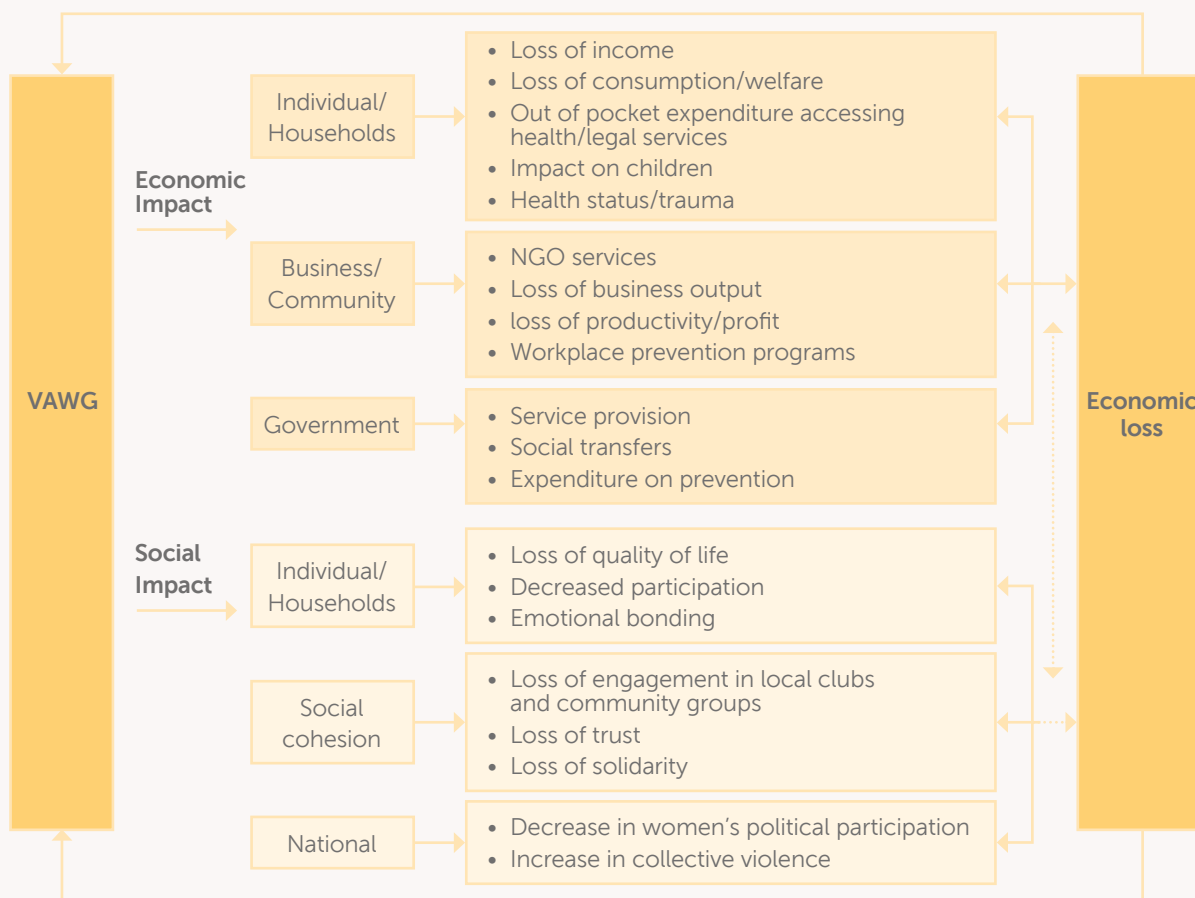 VAWG
Economic
Impact
Individual/
Households
• Loss of income
• Loss of consumption/welfare
• Out of pocket expenditure accessing
health/legal services
• Impact on children
• Health status/trauma
Business/
Community
• NGO services
• Loss of business output
• loss of productivity/profit
• Workplace prevention programs
Government
• Service provision
• Social transfers
• Expenditure on prevention
Social
Impact
Individual/
Households
• Loss of quality of life
• Decreased participation
• Emotional bonding
Social
cohesion
• Loss of engagement in local clubs
and community groups
• Loss of trust
• Loss of solidarity
National
• Decrease in women’s political participation
• Increase in collective violence
Economic
loss